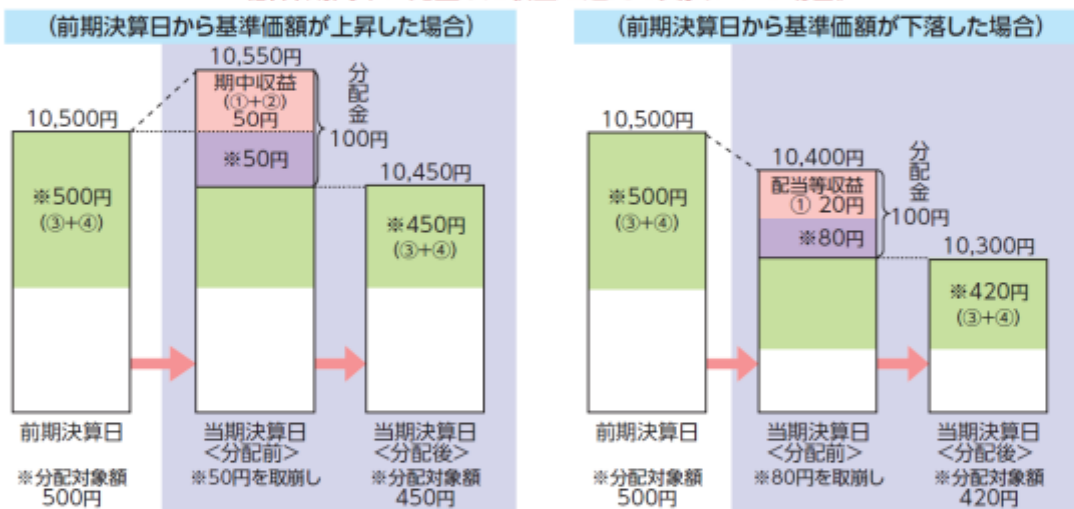 (前期決算日から基準価額が上昇した場合)
10,550円
期中収益
(①+②)
50円
分配金
100円
10,500円
※50円
10,450円
※500円
(③+④)
※450円
(③+④)
前期決算日
当期決算日
<分配前>
当期決算日
<分配後>
※分配対象額
500円
※50円を取崩し
※分配対象額
450円
(前期決算日から基準価額が下落した場合)
10,500円
10,400円
分配金
配当等収益
① 20円
100円
※500円
(③+④)
※80円
10,300円
※420円
(③+④)
前期決算日
当期決算日
<分配前>
当期決算日
<分配後>
※分配対象額
500円
※80円を取崩し
※分配対象額
420円